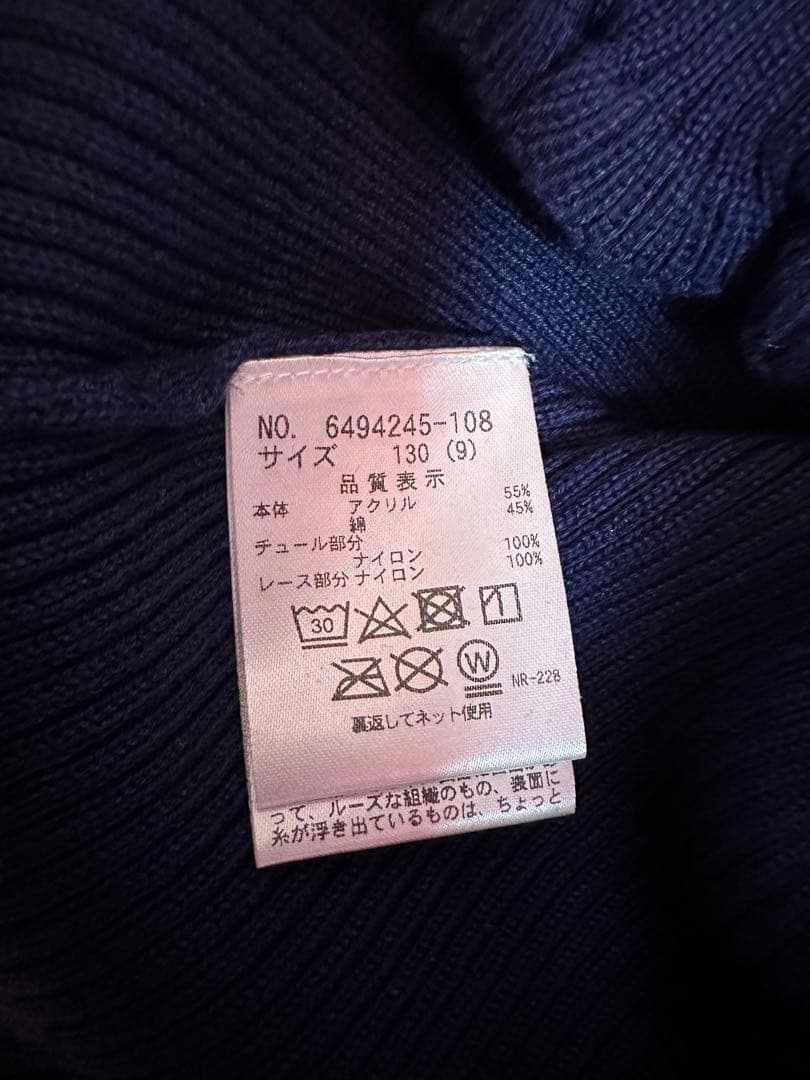 NO. 6494245-108
サイズ 130 (9)
品質表示
本体 アクリル 55%
綿 45%
チュール部分
ナイロン 100%
レース部分 ナイロン 100%
30
W
NR-228
裏返してネット使用
って、ルーズな組織のもの、表面に
糸が浮き出ているものは、ちょっと